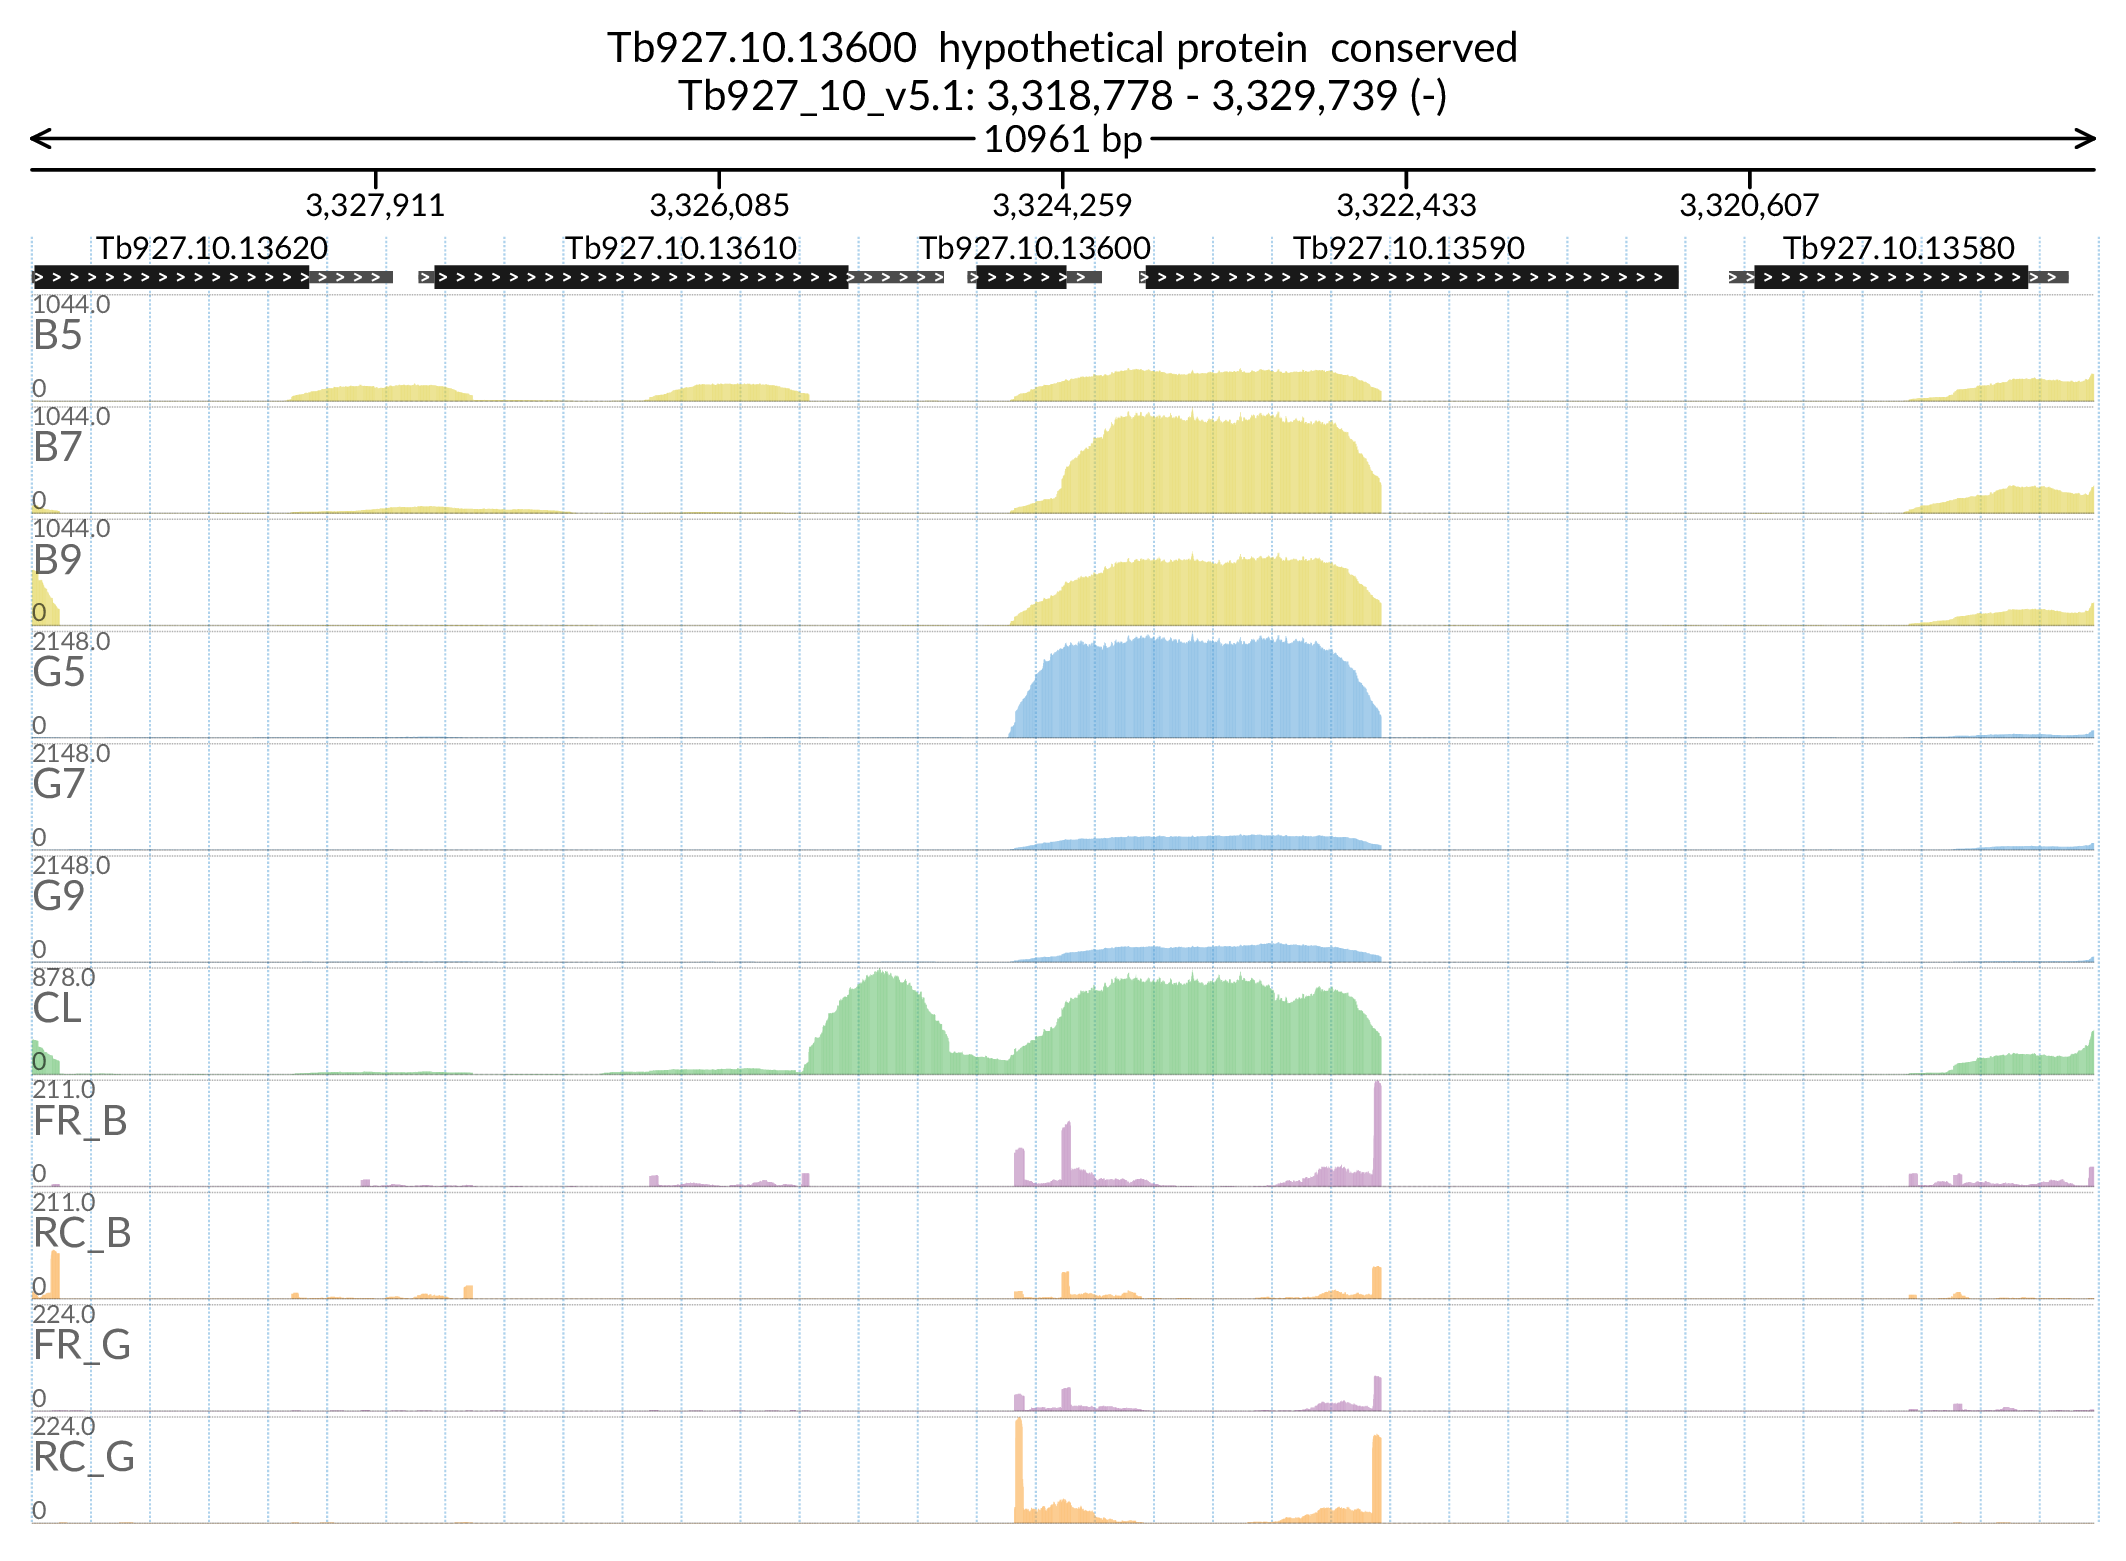 Tb927.10.13600  hypothetical protein  conserved
Tb927_10_v5.1: 3,318,778 - 3,329,739 (-)
10961 bp
3,327,911 3,326,085 3,324,259 3,322,433 3,320,607
Tb927.10.13620 Tb927.10.13610 Tb927.10.13600 Tb927.10.13590 Tb927.10.13580
1044.0
B5
0
1044.0
B7
0
1044.0
B9
0
2148.0
G5
0
2148.0
G7
0
2148.0
G9
0
878.0
CL
0
211.0
FR_B
0
211.0
RC_B
0
224.0
FR_G
0
224.0
RC_G
0